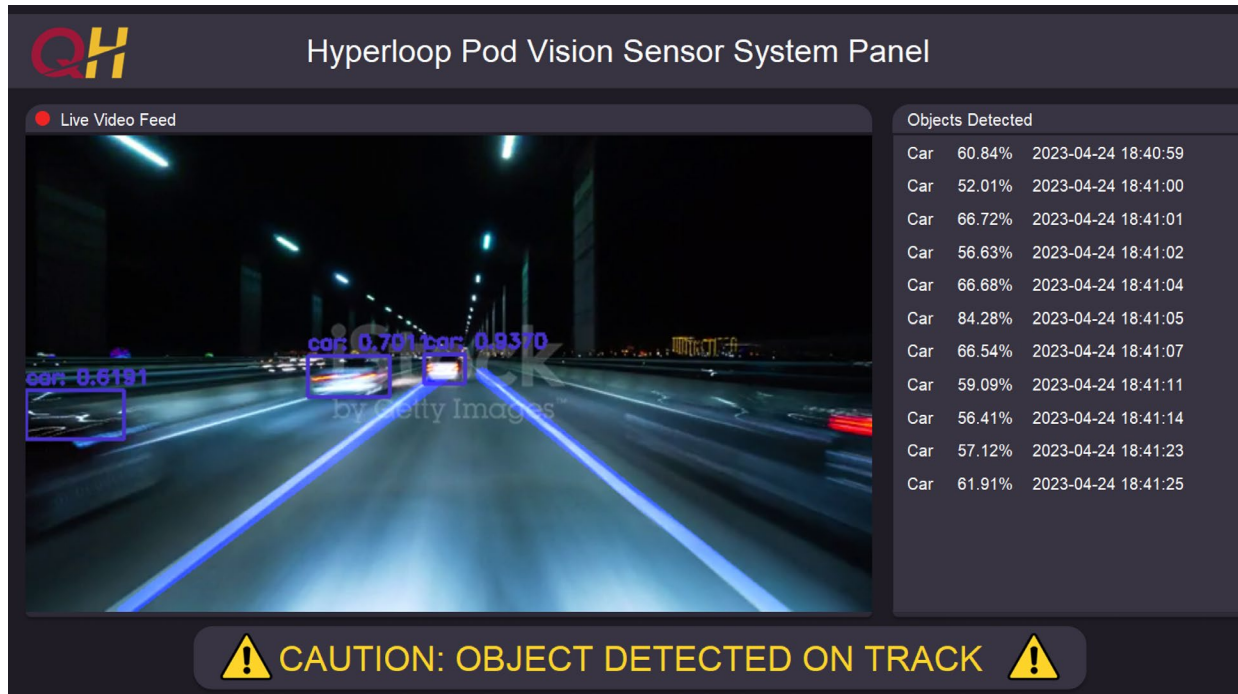 QH
Hyperloop Pod Vision Sensor System Panel
Live Video Feed
car: 0.701 car: 0.9370
car: 0.6191
iStock
by Getty Images™
Objects Detected
Car 60.84% 2023-04-24 18:40:59
Car 52.01% 2023-04-24 18:41:00
Car 66.72% 2023-04-24 18:41:01
Car 56.63% 2023-04-24 18:41:02
Car 66.68% 2023-04-24 18:41:04
Car 84.28% 2023-04-24 18:41:05
Car 66.54% 2023-04-24 18:41:07
Car 59.09% 2023-04-24 18:41:11
Car 56.41% 2023-04-24 18:41:14
Car 57.12% 2023-04-24 18:41:23
Car 61.91% 2023-04-24 18:41:25
CAUTION: OBJECT DETECTED ON TRACK